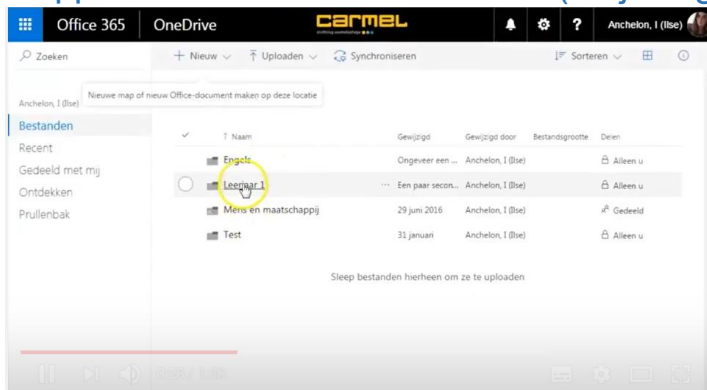 Office 365 OneDrive CARMEL ? Anchelon, I (Ilse)
Zoeken + Nieuw Uploaden Synchroniseren Sorteren
Nieuwe map of nieuw Office-document maken op deze locatie
Anchelon, I (Ilse)
Bestanden
Recent
Gedeeld met mij
Ontdekken
Prullenbak
Naam Gewijzigd Gewijzigd door Bestandsgrootte Delen
Engels Ongeveer een ... Anchelon, I (Ilse) Alleen u
Leerjaar 1 ... Een paar secon... Anchelon, I (Ilse) Alleen u
Mens en maatschappij 29 juni 2016 Anchelon, I (Ilse) Gedeeld
Test 31 januari Anchelon, I (Ilse) Alleen u
Sleep bestanden hierheen om ze te uploaden